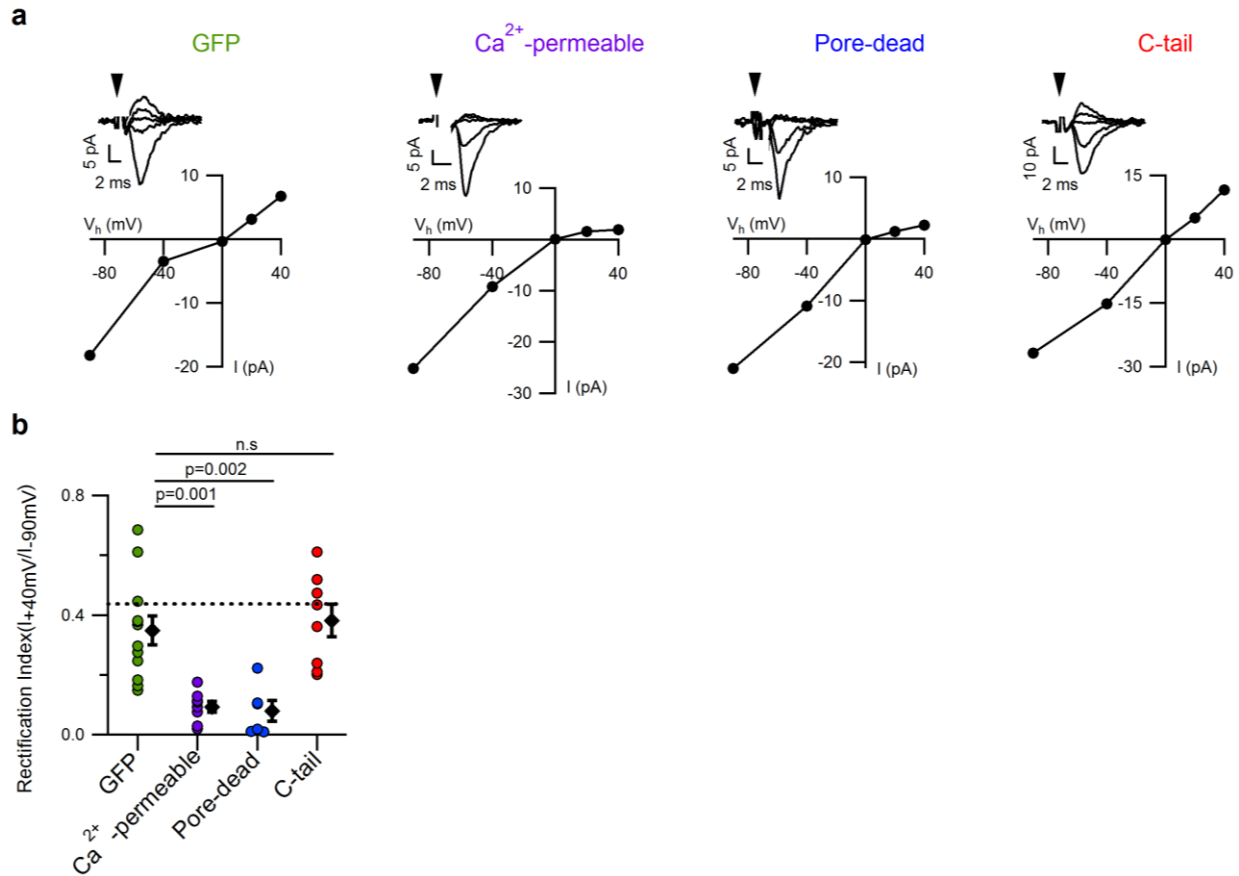 a
GFP
Ca2+-permeable
Pore-dead
C-tail
5 pA
2 ms
10
Vh (mV)
-80
-40
40
-10
-20
I (pA)
5 pA
2 ms
10
Vh (mV)
-80
-40
40
-10
-20
-30
I (pA)
5 pA
2 ms
10
Vh (mV)
-80
-40
40
-10
-20
I (pA)
10 pA
2 ms
15
Vh (mV)
-80
-40
40
-15
-30
I (pA)
b
n.s
p=0.002
p=0.001
Rectification Index(I+40mV/I-90mV)
0.8
0.4
0.0
GFP
Ca2+-permeable
Pore-dead
C-tail